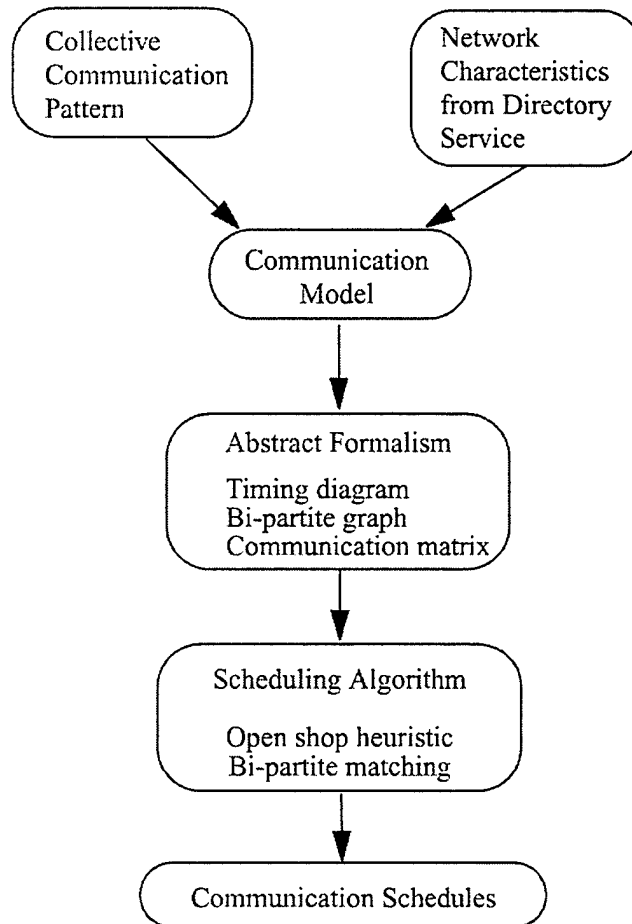 Collective
Communication
Pattern
Network
Characteristics
from Directory
Service
Communication
Model
Abstract Formalism
Timing diagram
Bi-partite graph
Communication matrix
Scheduling Algorithm
Open shop heuristic
Bi-partite matching
Communication Schedules